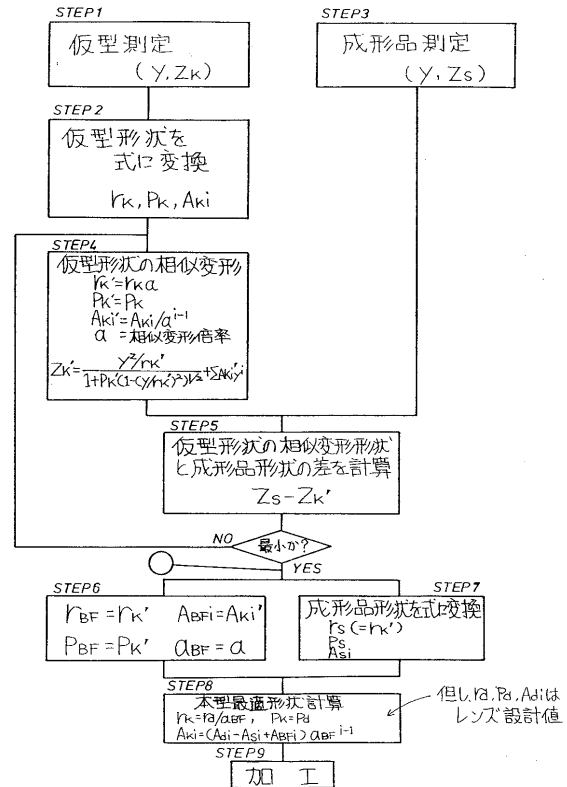 STEP1
仮型測定
(y, ZK)
STEP3
成形品測定
(y, ZS)
STEP2
仮型形状を
式に変換
rK, PK, AKi
STEP4
仮型形状の相似変形
rK'=rKa
PK'=PK
AKi'=AKi/a^i-1
a =相似変形倍率
ZK'= y²/rK' / 1+PK'(1-(y/rK')²)1/2 +ΣAKi'y^i
STEP5
仮型形状の相似変形形状
と成形品形状の差を計算
ZS-ZK'
NO
最小か?
YES
STEP6
rBF=rK' ABFi=AKi'
PBF=PK' aBF=a
STEP7
成形品形状を式に変換
rS(=rK')
PS
ASi
STEP8
本型最適形状計算
rK=rd/aBF, PK=Pd
AKi=(Adi-ASi+ABFi) aBF^i-1
但し、rd, Pd, Adiは
レンズ設計値
STEP9
加工